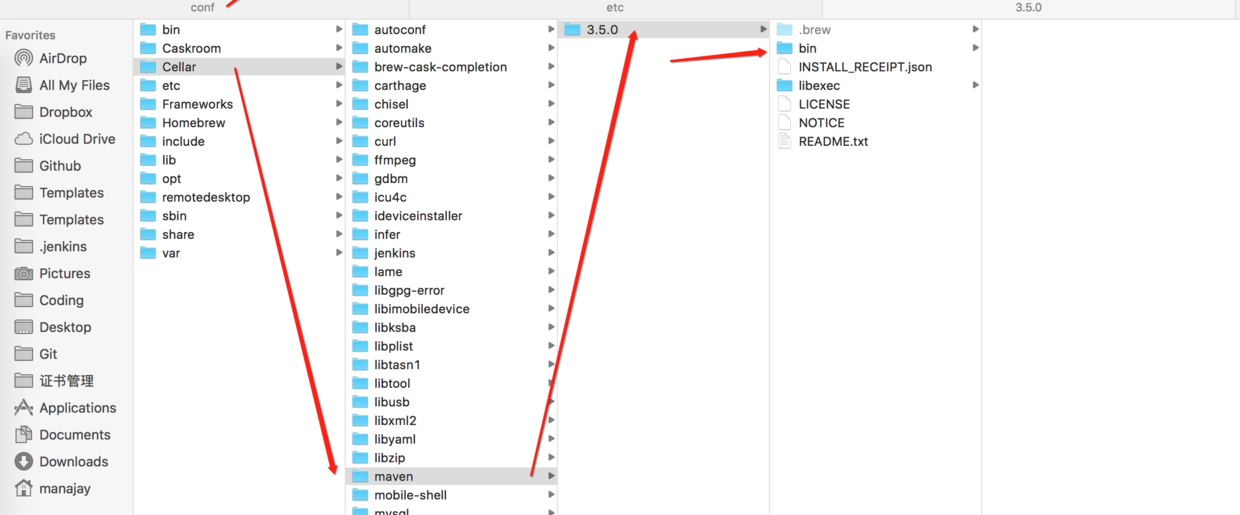 conf
etc
3.5.0
Favorites
AirDrop
All My Files
Dropbox
iCloud Drive
Github
Templates
Templates
.jenkins
Pictures
Coding
Desktop
Git
证书管理
Applications
Documents
Downloads
manajay
bin
Caskroom
Cellar
etc
Frameworks
Homebrew
include
lib
opt
remotedesktop
sbin
share
var
autoconf
automake
brew-cask-completion
carthage
chisel
coreutils
curl
ffmpeg
gdbm
icu4c
ideviceinstaller
infer
jenkins
lame
libgpg-error
libimobiledevice
libksba
libplist
libtasn1
libtool
libusb
libxml2
libyaml
libzip
maven
mobile-shell
mysql
3.5.0
.brew
bin
INSTALL_RECEIPT.json
libexec
LICENSE
NOTICE
README.txt